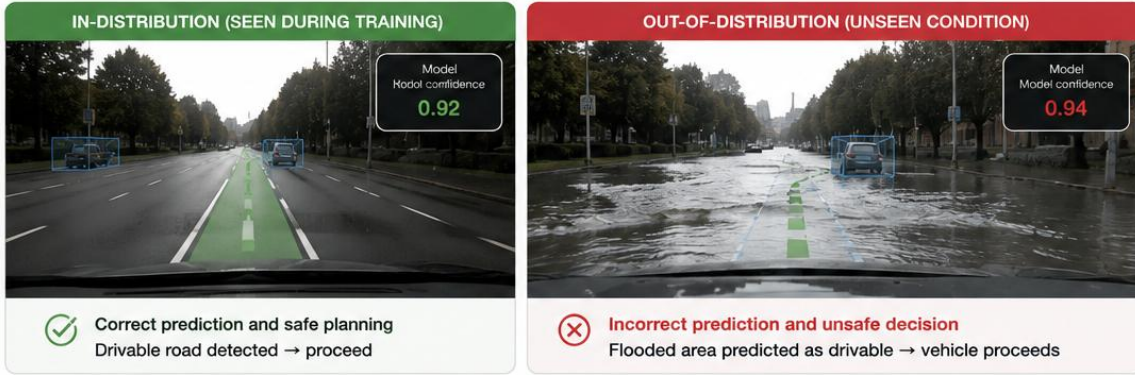 IN-DISTRIBUTION (SEEN DURING TRAINING)
Model
Kodol comfidence
0.92
Correct prediction and safe planning
Drivable road detected → proceed
OUT-OF-DISTRIBUTION (UNSEEN CONDITION)
Model
Model comfidence
0.94
Incorrect prediction and unsafe decision
Flooded area predicted as drivable → vehicle proceeds